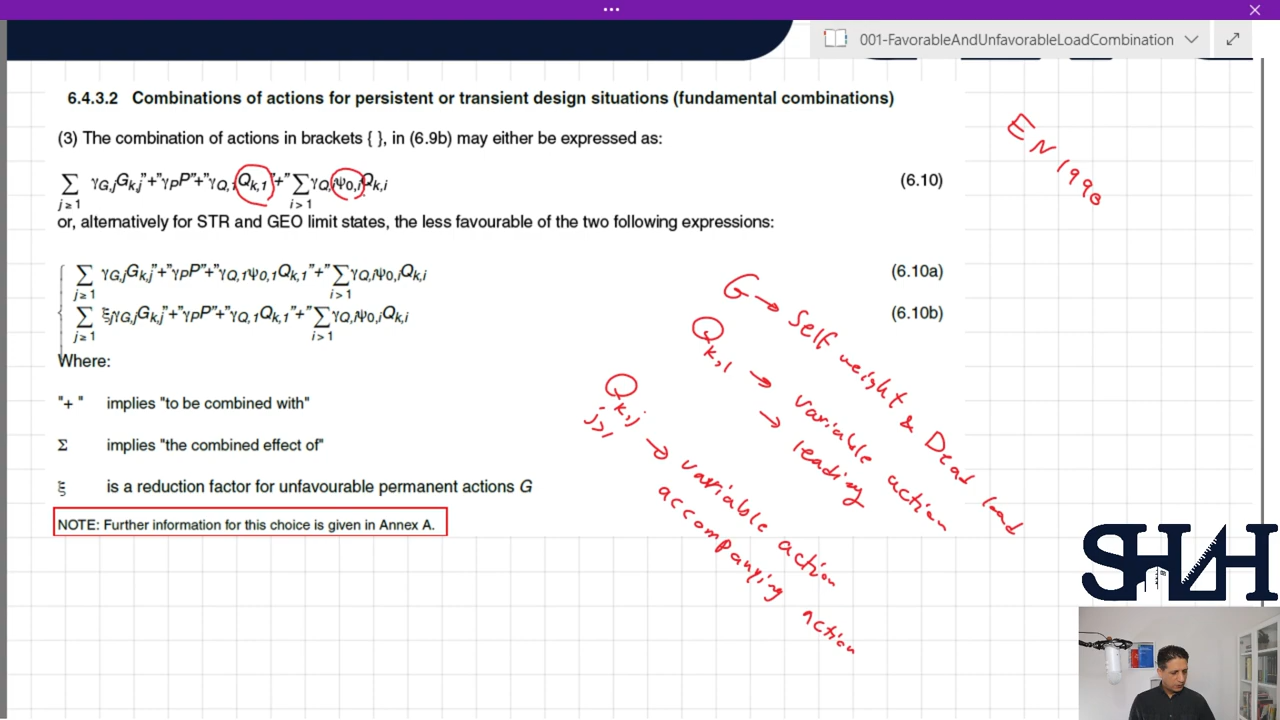 001-FavorableAndUnfavorableLoadCombination
6.4.3.2 Combinations of actions for persistent or transient design situations (fundamental combinations)
(3) The combination of actions in brackets { }, in (6.9b) may either be expressed as:
∑ γG,jGk,j"+"γPP"+"γQ,1Qk,1"+"∑γQ,iψ0,iQk,i (6.10)
j≥1 i>1
or, alternatively for STR and GEO limit states, the less favourable of the two following expressions:
∑ γG,jGk,j"+"γPP"+"γQ,1ψ0,1Qk,1"+"∑γQ,iψ0,iQk,i (6.10a)
j≥1 i>1
∑ ξjγG,jGk,j"+"γPP"+"γQ,1Qk,1"+"∑γQ,iψ0,iQk,i (6.10b)
j≥1 i>1
Where:
"+ " implies "to be combined with"
Σ implies "the combined effect of"
ξ is a reduction factor for unfavourable permanent actions G
NOTE: Further information for this choice is given in Annex A.
EN 1990
G → Self weight & Dead load
Qk,1 → variable action
→ leading
Qk,j → variable action
j>1
accompanying action
SHLH